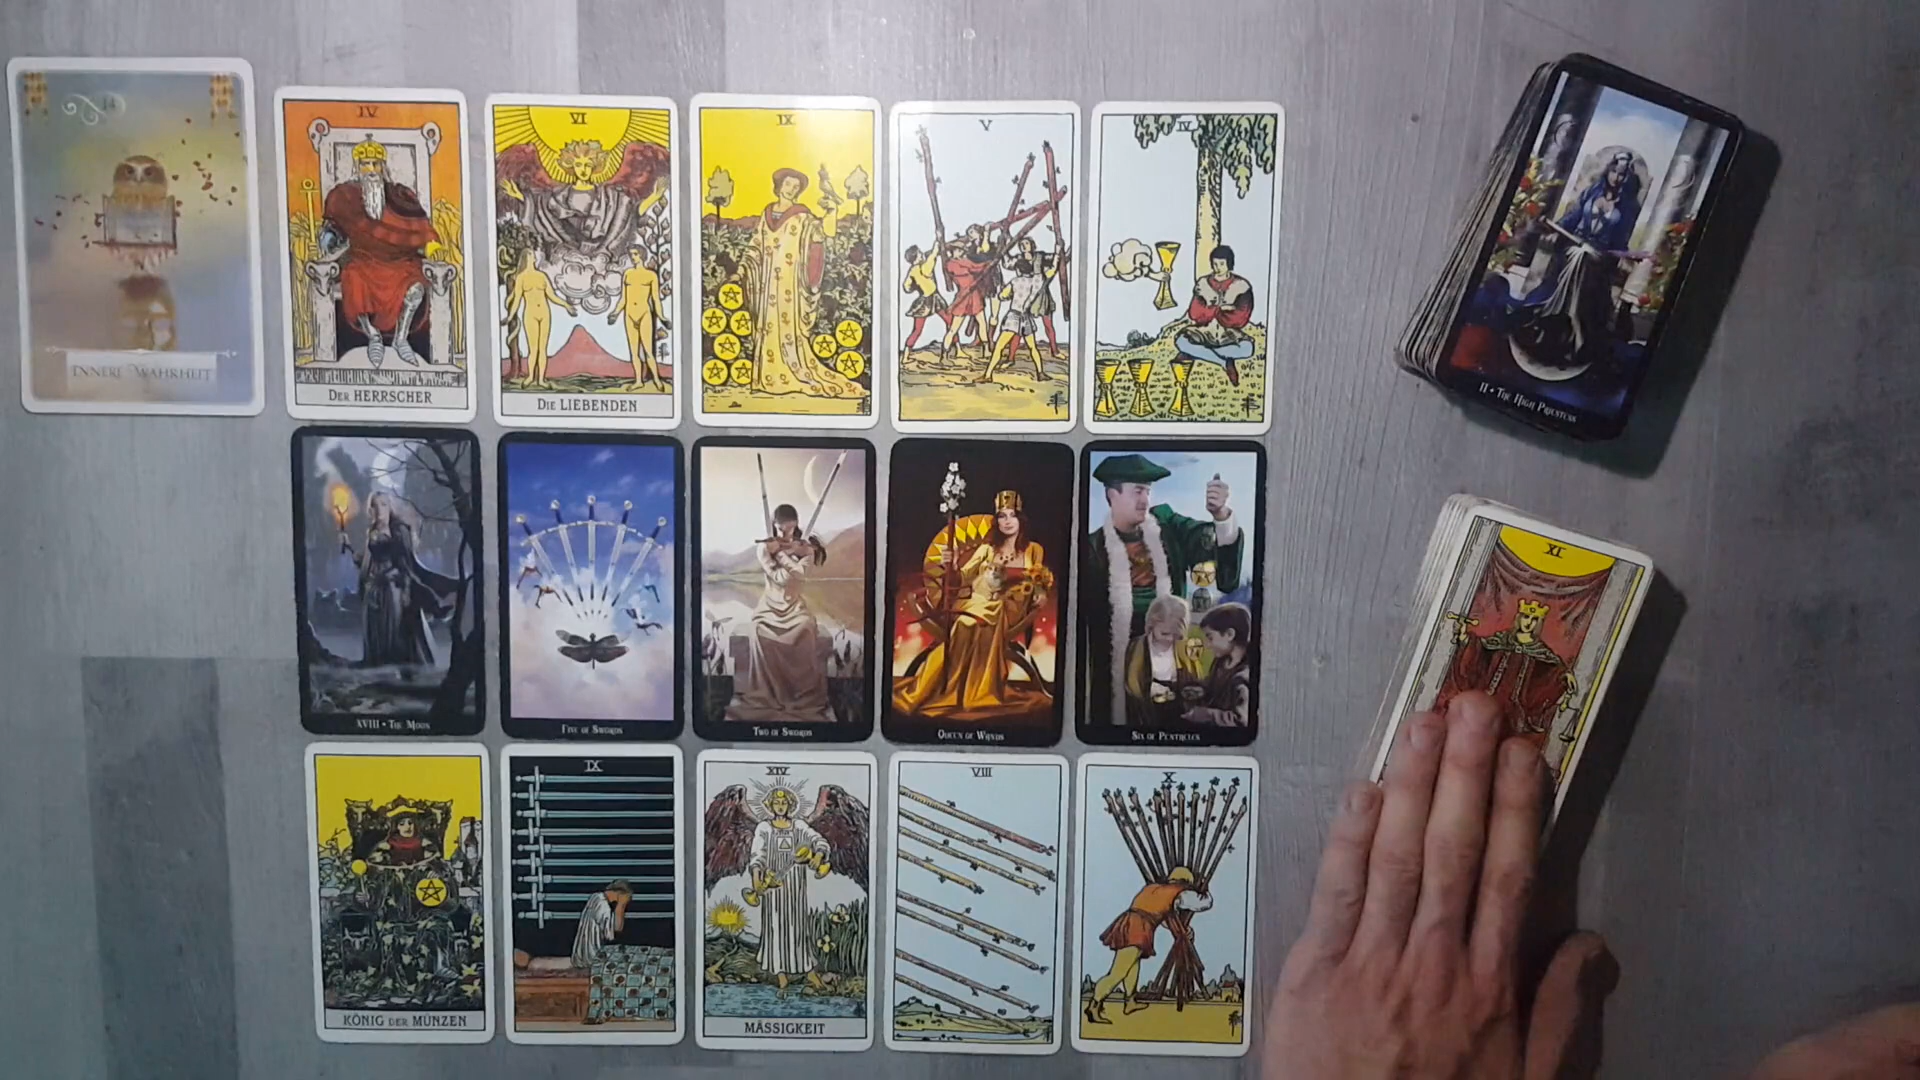 14
INNERE WAHRHEIT
IV
DER HERRSCHER
VI
DIE LIEBENDEN
IX
V
IV
II • THE HIGH PRIESTESS
XVIII • THE MOON
FIVE OF SWORDS
TWO OF SWORDS
QUEEN OF WANDS
SIX OF PENTACLES
XI
KÖNIG DER MÜNZEN
IX
XIV
MÄSSIGKEIT
VIII
X